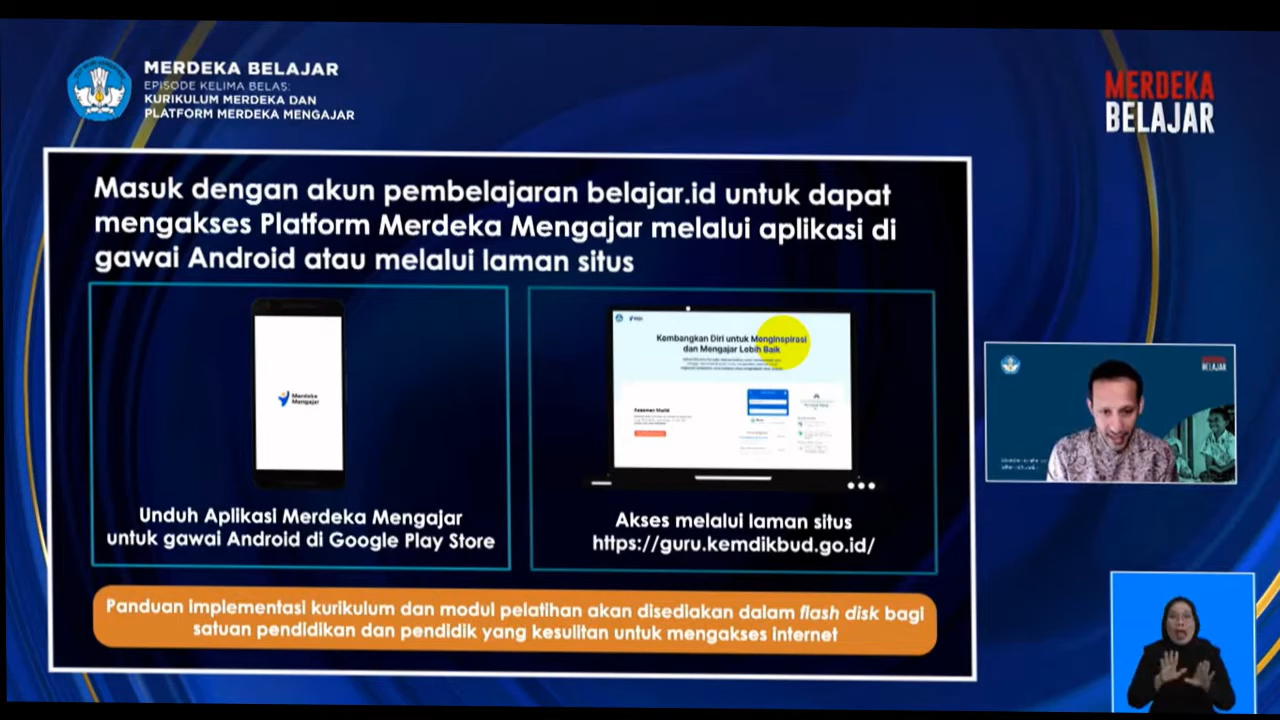 MERDEKA BELAJAR
EPISODE KELIMA BELAS:
KURIKULUM MERDEKA DAN
PLATFORM MERDEKA MENGAJAR
MERDEKA
BELAJAR
Masuk dengan akun pembelajaran belajar.id untuk dapat
mengakses Platform Merdeka Mengajar melalui aplikasi di
gawai Android atau melalui laman situs
Merdeka
Mengajar
Kembangkan Diri untuk Menginspirasi
dan Mengajar Lebih Baik
Asesmen Murid
Unduh Aplikasi Merdeka Mengajar
untuk gawai Android di Google Play Store
Akses melalui laman situs
https://guru.kemdikbud.go.id/
BELAJAR
Panduan implementasi kurikulum dan modul pelatihan akan disediakan dalam flash disk bagi
satuan pendidikan dan pendidik yang kesulitan untuk mengakses internet